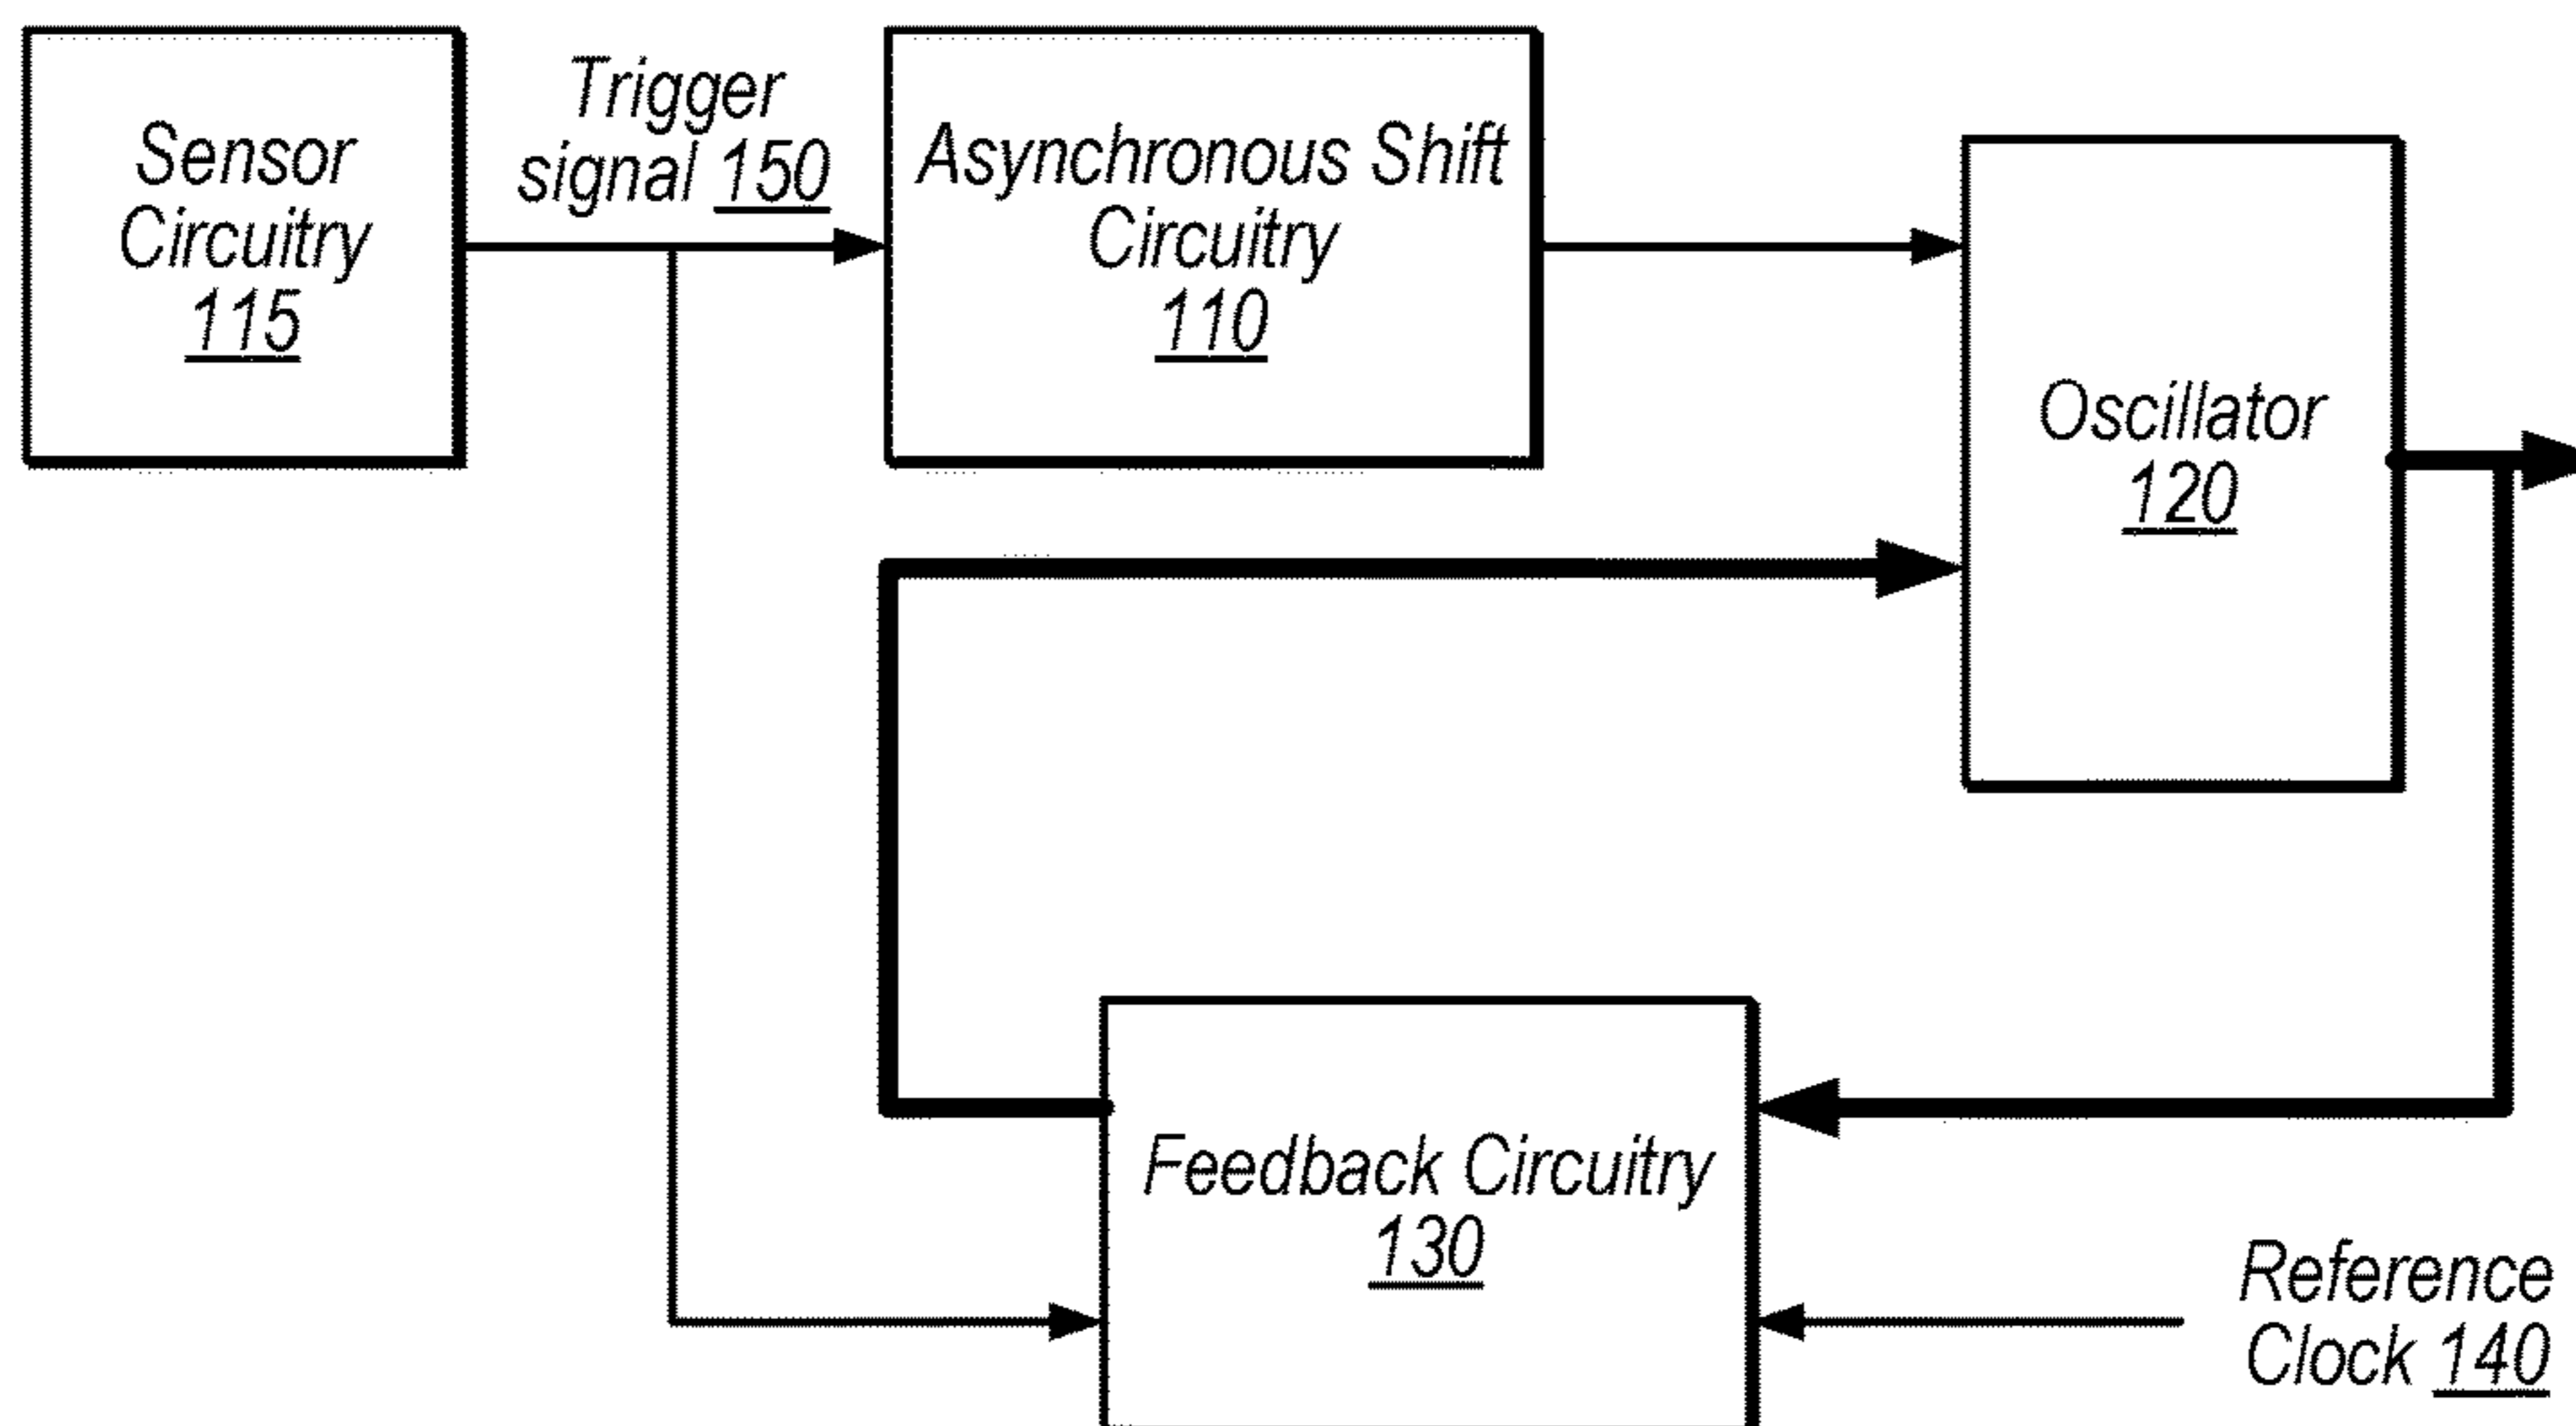 Sensor
Circuitry
115
Trigger
signal 150
Asynchronous Shift
Circuitry
110
Oscillator
120
Feedback Circuitry
130
Reference
Clock 140